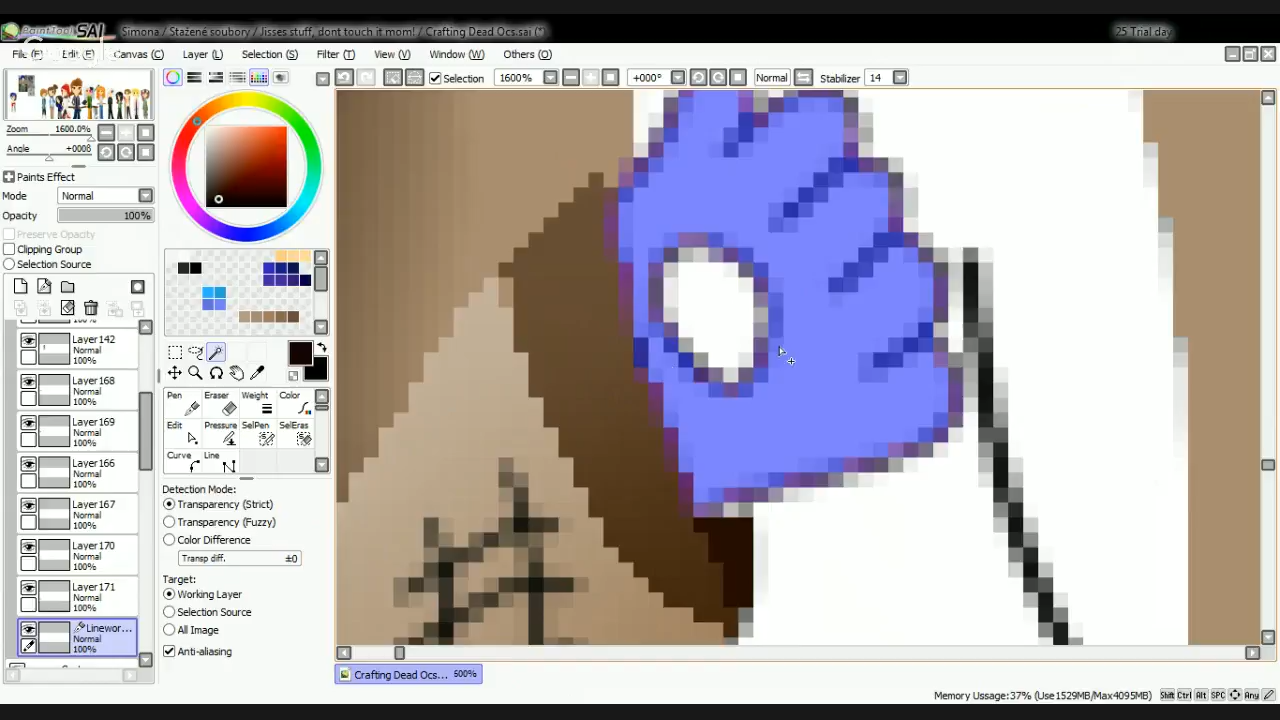 PaintTool SAI Simona / Stažene soubory / Jisses stuff, dont touch it mom! / Crafting Dead Ocs.sai (*) 25 Trial day
File (F) Edit (E) Canvas (C) Layer (L) Selection (S) Filter (T) View (V) Window (W) Others (O)
Selection 1600% +000° Normal Stabilizer 14
Zoom 1600.0%
Angle +000ß
Paints Effect
Mode Normal
Opacity 100%
Preserve Opacity
Clipping Group
Selection Source
Layer142
Normal
100%
Layer168
Normal
100%
Layer169
Normal
100%
Layer166
Normal
100%
Layer167
Normal
100%
Layer170
Normal
100%
Layer171
Normal
100%
Linewor...
Normal
100%
Pen Eraser Weight Color
Edit Pressure SelPen SelEras
Curve Line
Detection Mode:
Transparency (Strict)
Transparency (Fuzzy)
Color Difference
Transp diff. ±0
Target:
Working Layer
Selection Source
All Image
Anti-aliasing
Crafting Dead Ocs... 500%
Memory Ussage:37% (Use1529MB/Max4095MB) Shift Ctrl Alt SPC Any